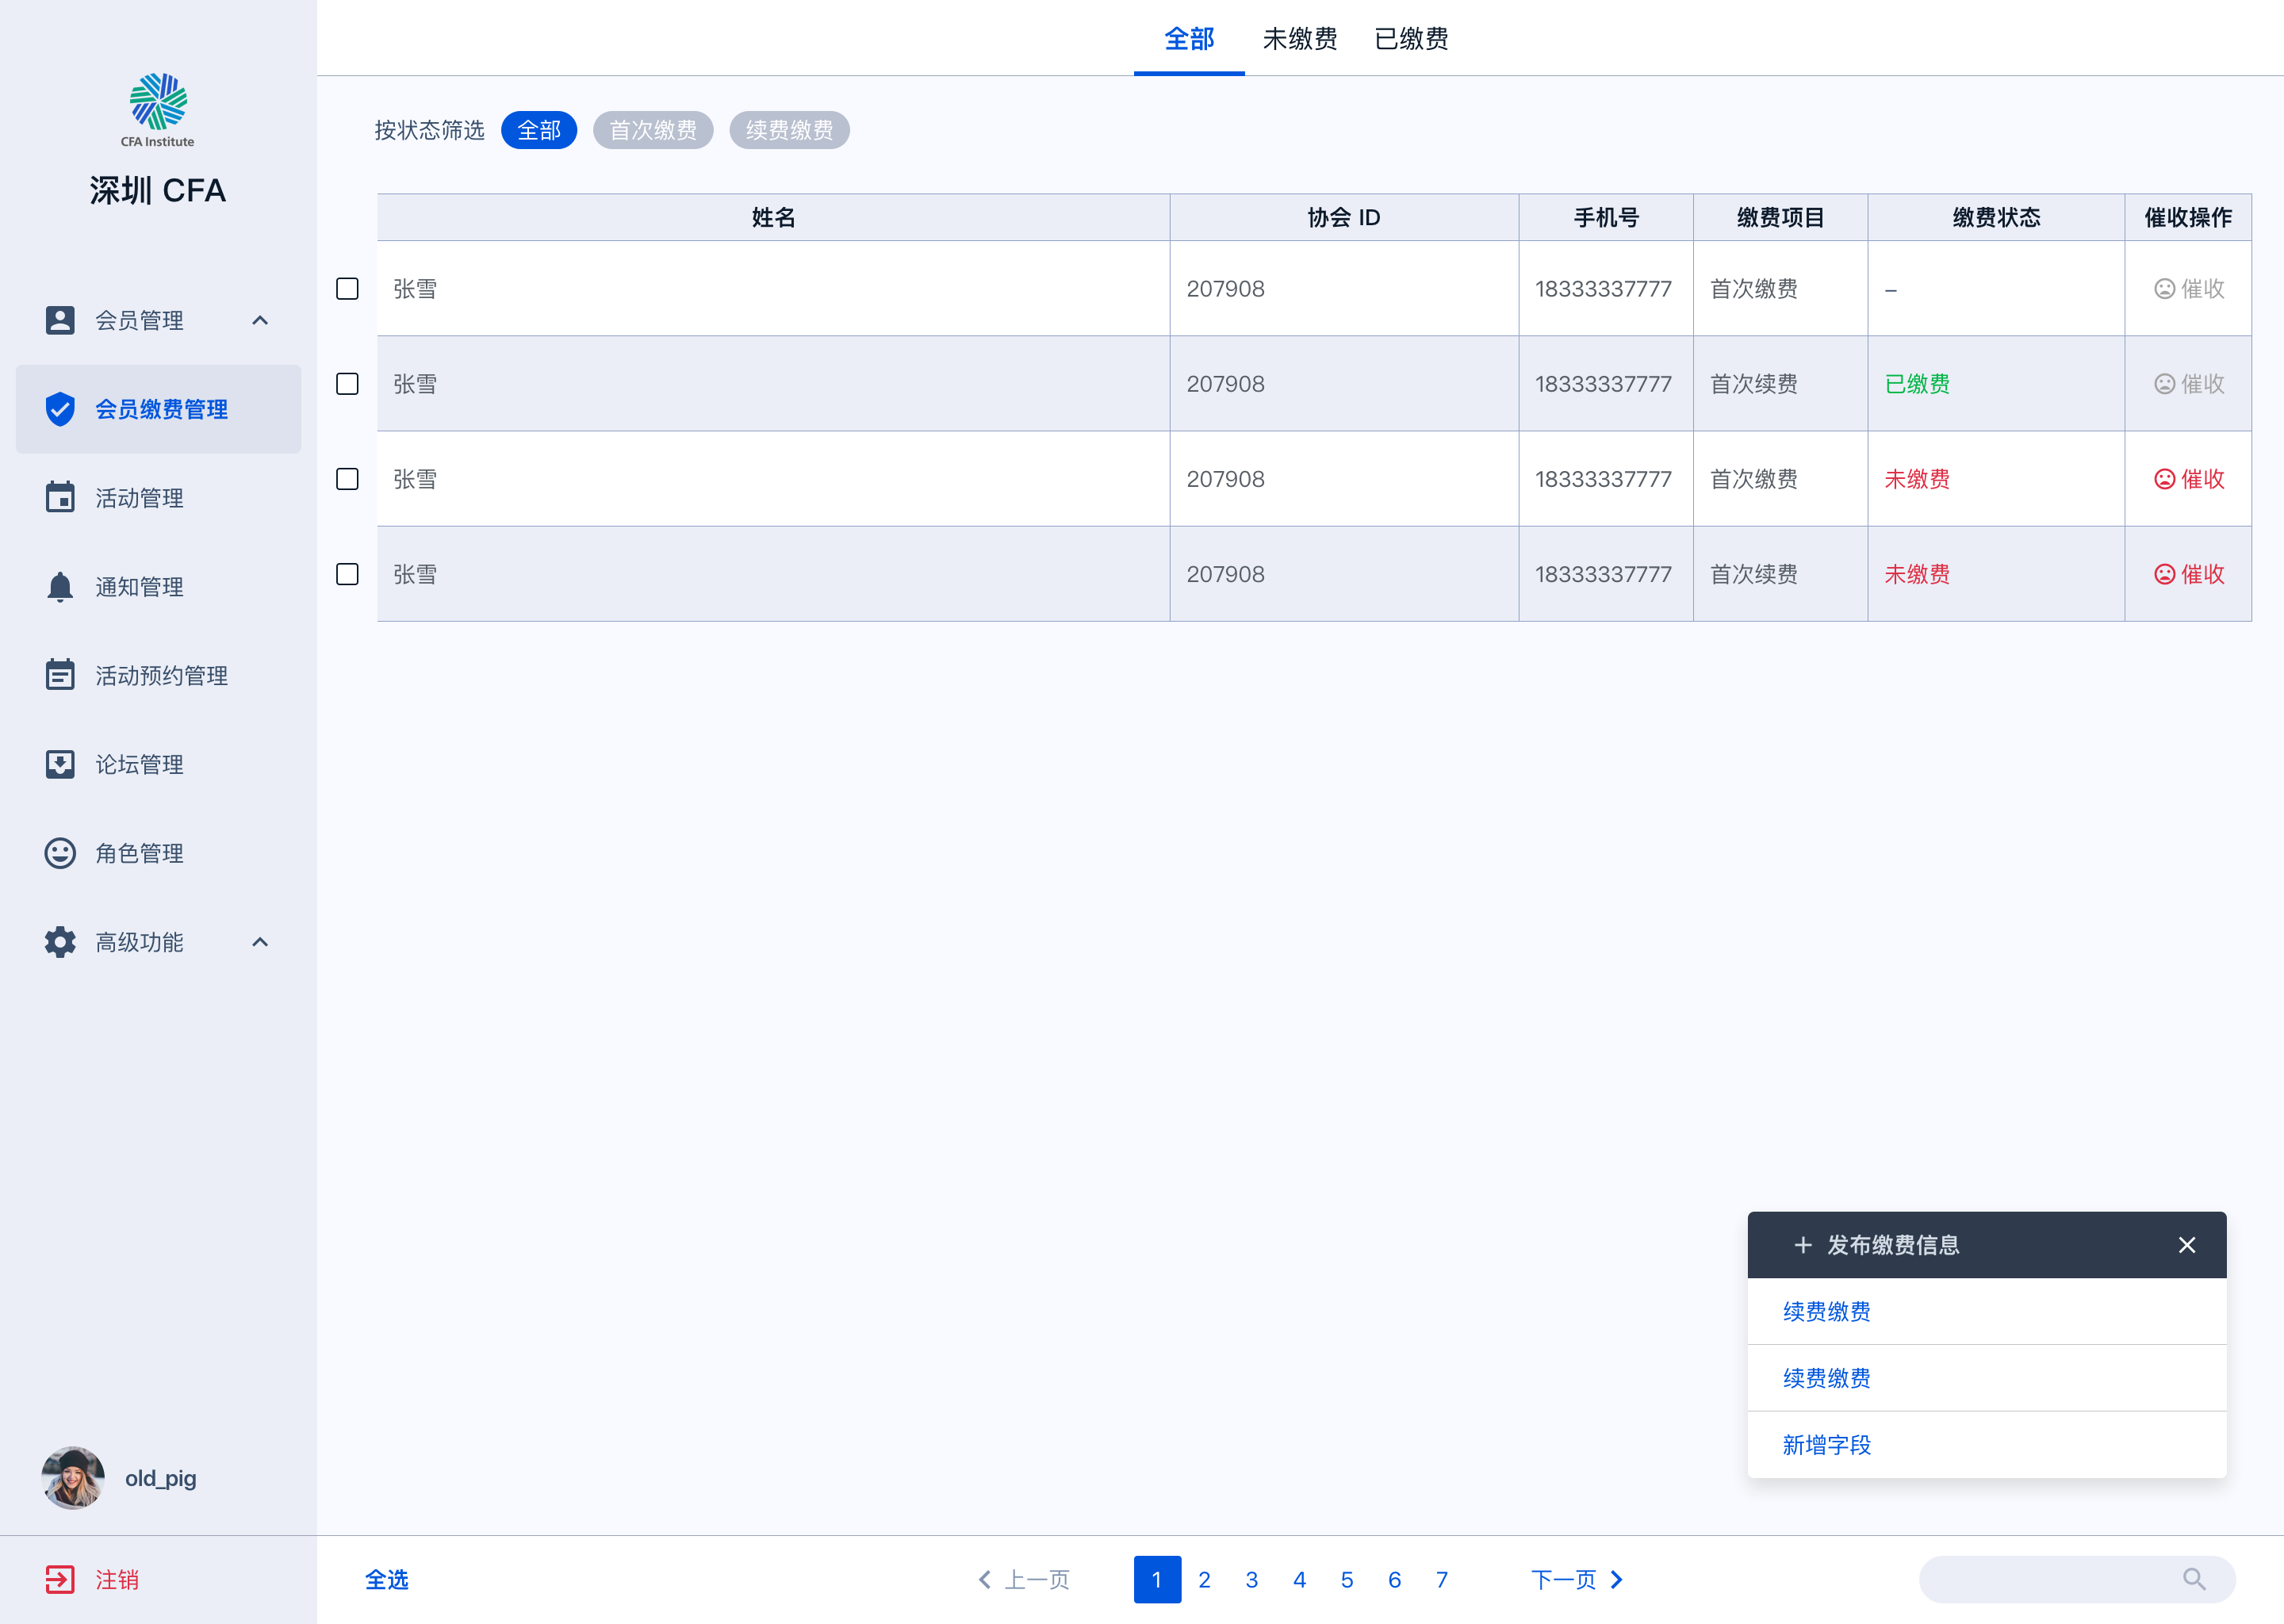 CFA Institute
深圳 CFA
会员管理
会员缴费管理
活动管理
通知管理
活动预约管理
论坛管理
角色管理
高级功能
old_pig
注销
全部 未缴费 已缴费
按状态筛选 全部 首次缴费 续费缴费
姓名 协会 ID 手机号 缴费项目 缴费状态 催收操作
张雪 207908 18333337777 首次缴费 – 催收
张雪 207908 18333337777 首次续费 已缴费 催收
张雪 207908 18333337777 首次缴费 未缴费 催收
张雪 207908 18333337777 首次续费 未缴费 催收
发布缴费信息
续费缴费
续费缴费
新增字段
全选 上一页 1 2 3 4 5 6 7 下一页